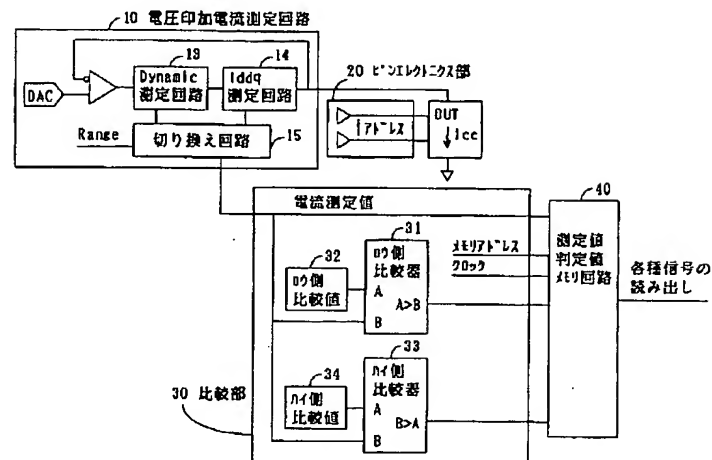 10 電圧印加電流測定回路
13
14
Dynamic
測定回路
Iddq
測定回路
DAC
20 ﾋﾟﾝｴﾚｸﾄﾆｸｽ部
ｱﾄﾞﾚｽ
DUT
Icc
Range
切り換え回路
15
電流測定値
40
31
32
ﾛｳ側
比較器
ﾛｳ側
比較値
A
A>B
B
ﾒﾓﾘｱﾄﾞﾚｽ
ｸﾛｯｸ
測定値
判定値
ﾒﾓﾘ回路
各種信号の
読み出し
33
34
ﾊｲ側
比較器
ﾊｲ側
比較値
A
B>A
B
30 比較部